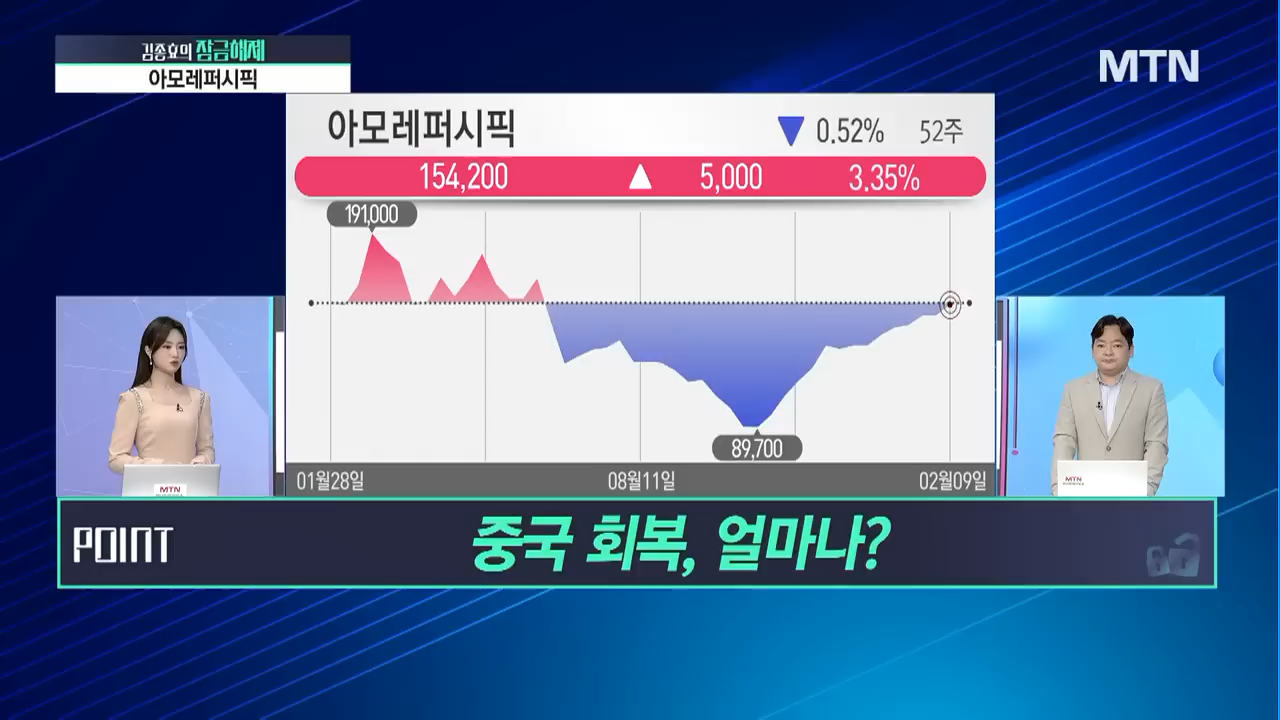 김종효의 잠금해제
아모레퍼시픽
MTN
아모레퍼시픽
▼ 0.52% 52주
154,200 ▲ 5,000 3.35%
191,000
89,700
01월28일 08월11일 02월09일
MTN
MTN
POINT
중국 회복, 얼마나?